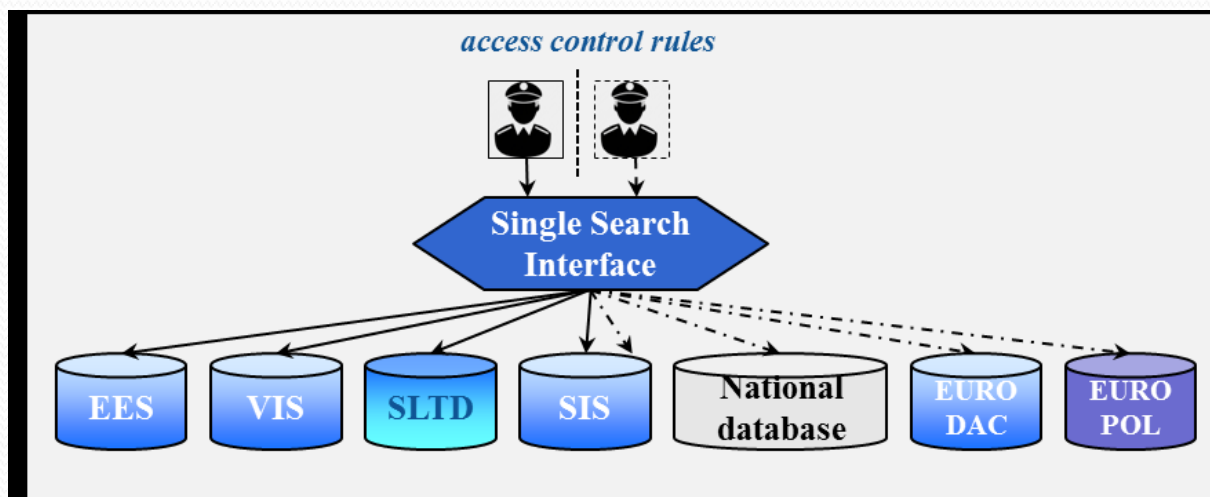 access control rules
Single Search
Interface
EES
VIS
SLTD
SIS
National
database
EURO
DAC
EURO
POL